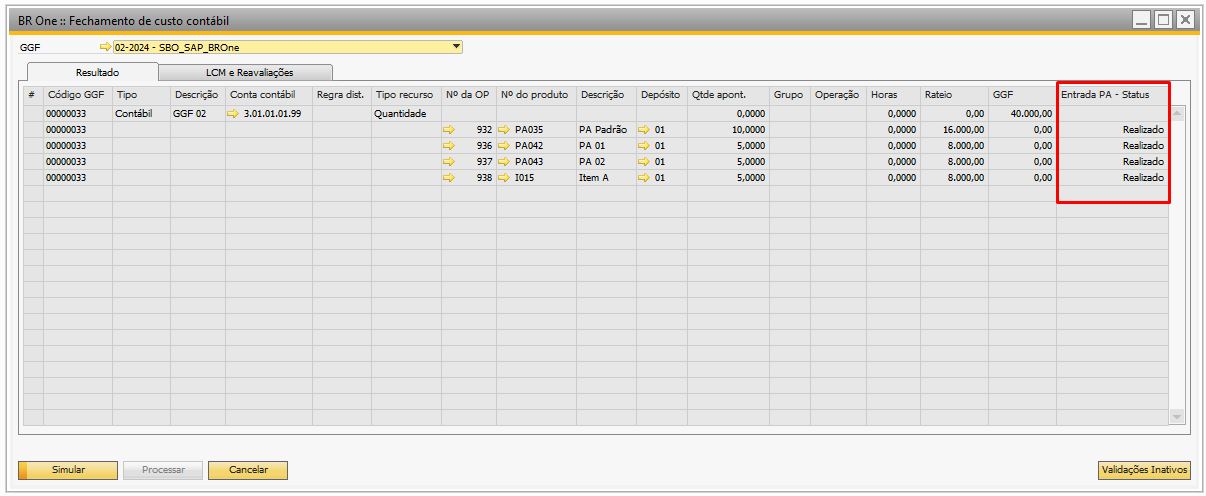 BR One :: Fechamento de custo contábil
GGF 02-2024 - SBO_SAP_BROne
Resultado LCM e Reavaliações
# Código GGF Tipo Descrição Conta contábil Regra dist. Tipo recurso Nº da OP Nº do produto Descrição Depósito Qtde apont. Grupo Operação Horas Rateio GGF Entrada PA - Status
00000033 Contábil GGF 02 3.01.01.01.99 Quantidade 0,0000 0,0000 0,00 40.000,00
00000033 932 PA035 PA Padrão 01 10,0000 0,0000 16.000,00 0,00 Realizado
00000033 936 PA042 PA 01 01 5,0000 0,0000 8.000,00 0,00 Realizado
00000033 937 PA043 PA 02 01 5,0000 0,0000 8.000,00 0,00 Realizado
00000033 938 I015 Item A 01 5,0000 0,0000 8.000,00 0,00 Realizado
Simular Processar Cancelar Validações Inativos